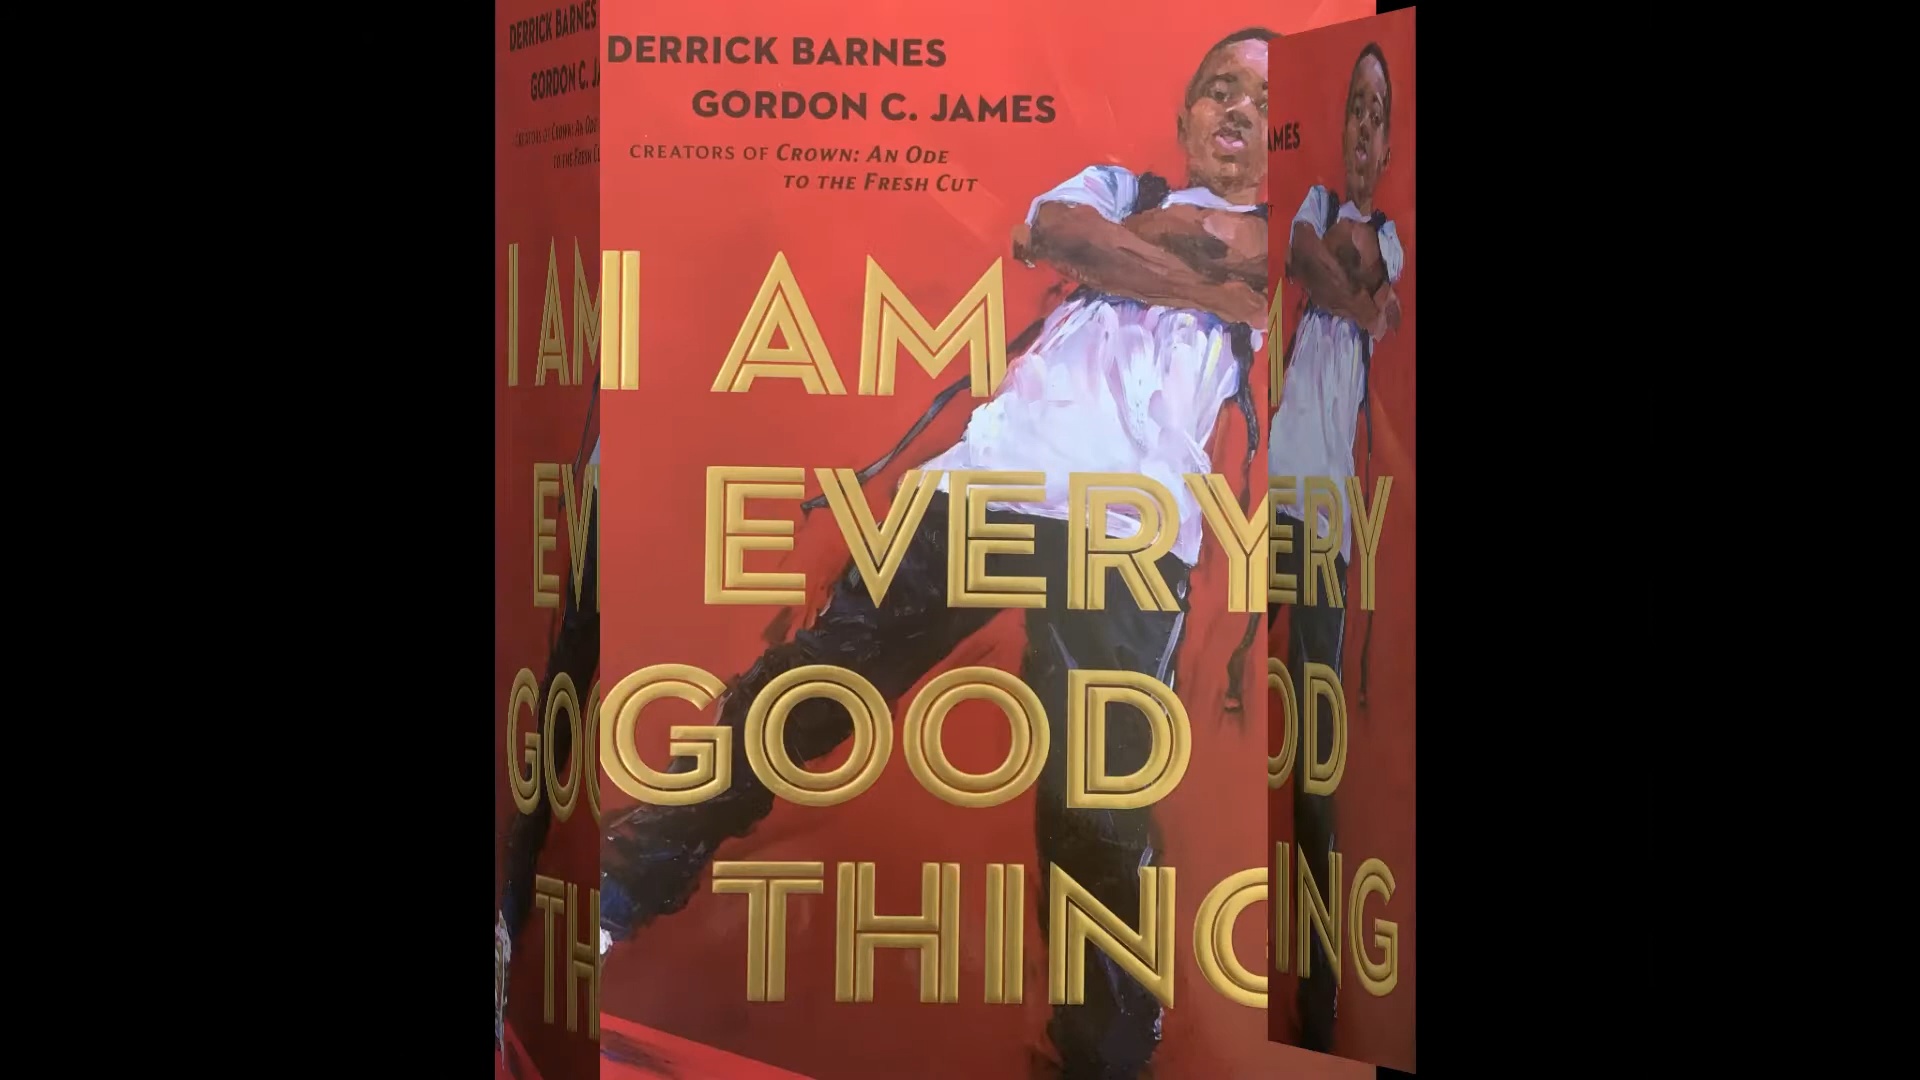 DERRICK BARNES
GORDON C. JAMES
CREATORS OF CROWN: AN ODE
TO THE FRESH CUT
I AM
EVERY
GOOD
THING